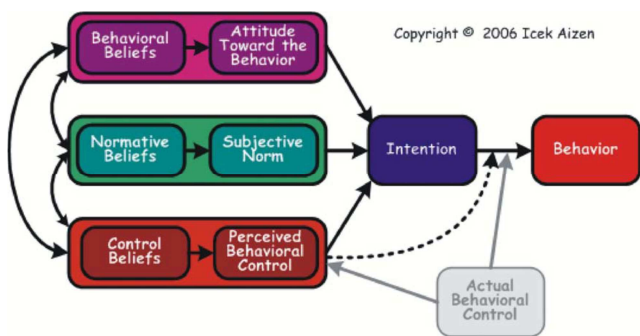 Behavioral
Beliefs
Attitude
Toward the
Behavior
Copyright © 2006 Icek Aizen
Normative
Beliefs
Subjective
Norm
Intention
Behavior
Control
Beliefs
Perceived
Behavioral
Control
Actual
Behavioral
Control